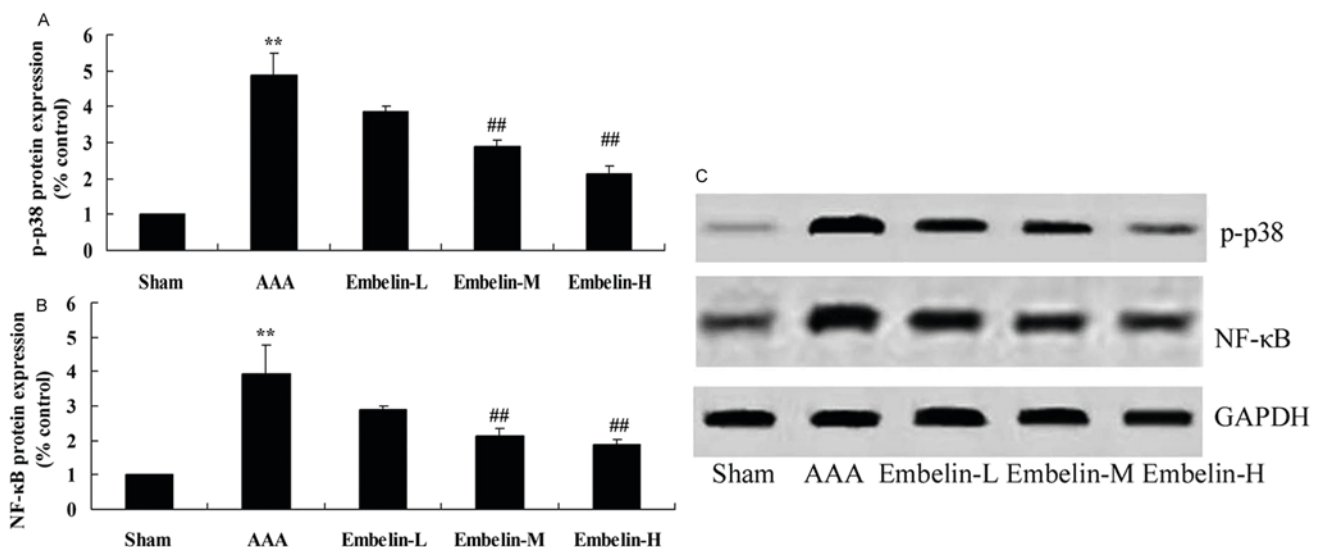 A
p-p38 protein expression
(% control)
6
5
4
3
2
1
0
**
##
##
Sham AAA Embelin-L Embelin-M Embelin-H
B
NF-κB protein expression
(% control)
6
5
4
3
2
1
0
**
##
##
Sham AAA Embelin-L Embelin-M Embelin-H
C
p-p38
NF-κB
GAPDH
Sham AAA Embelin-L Embelin-M Embelin-H